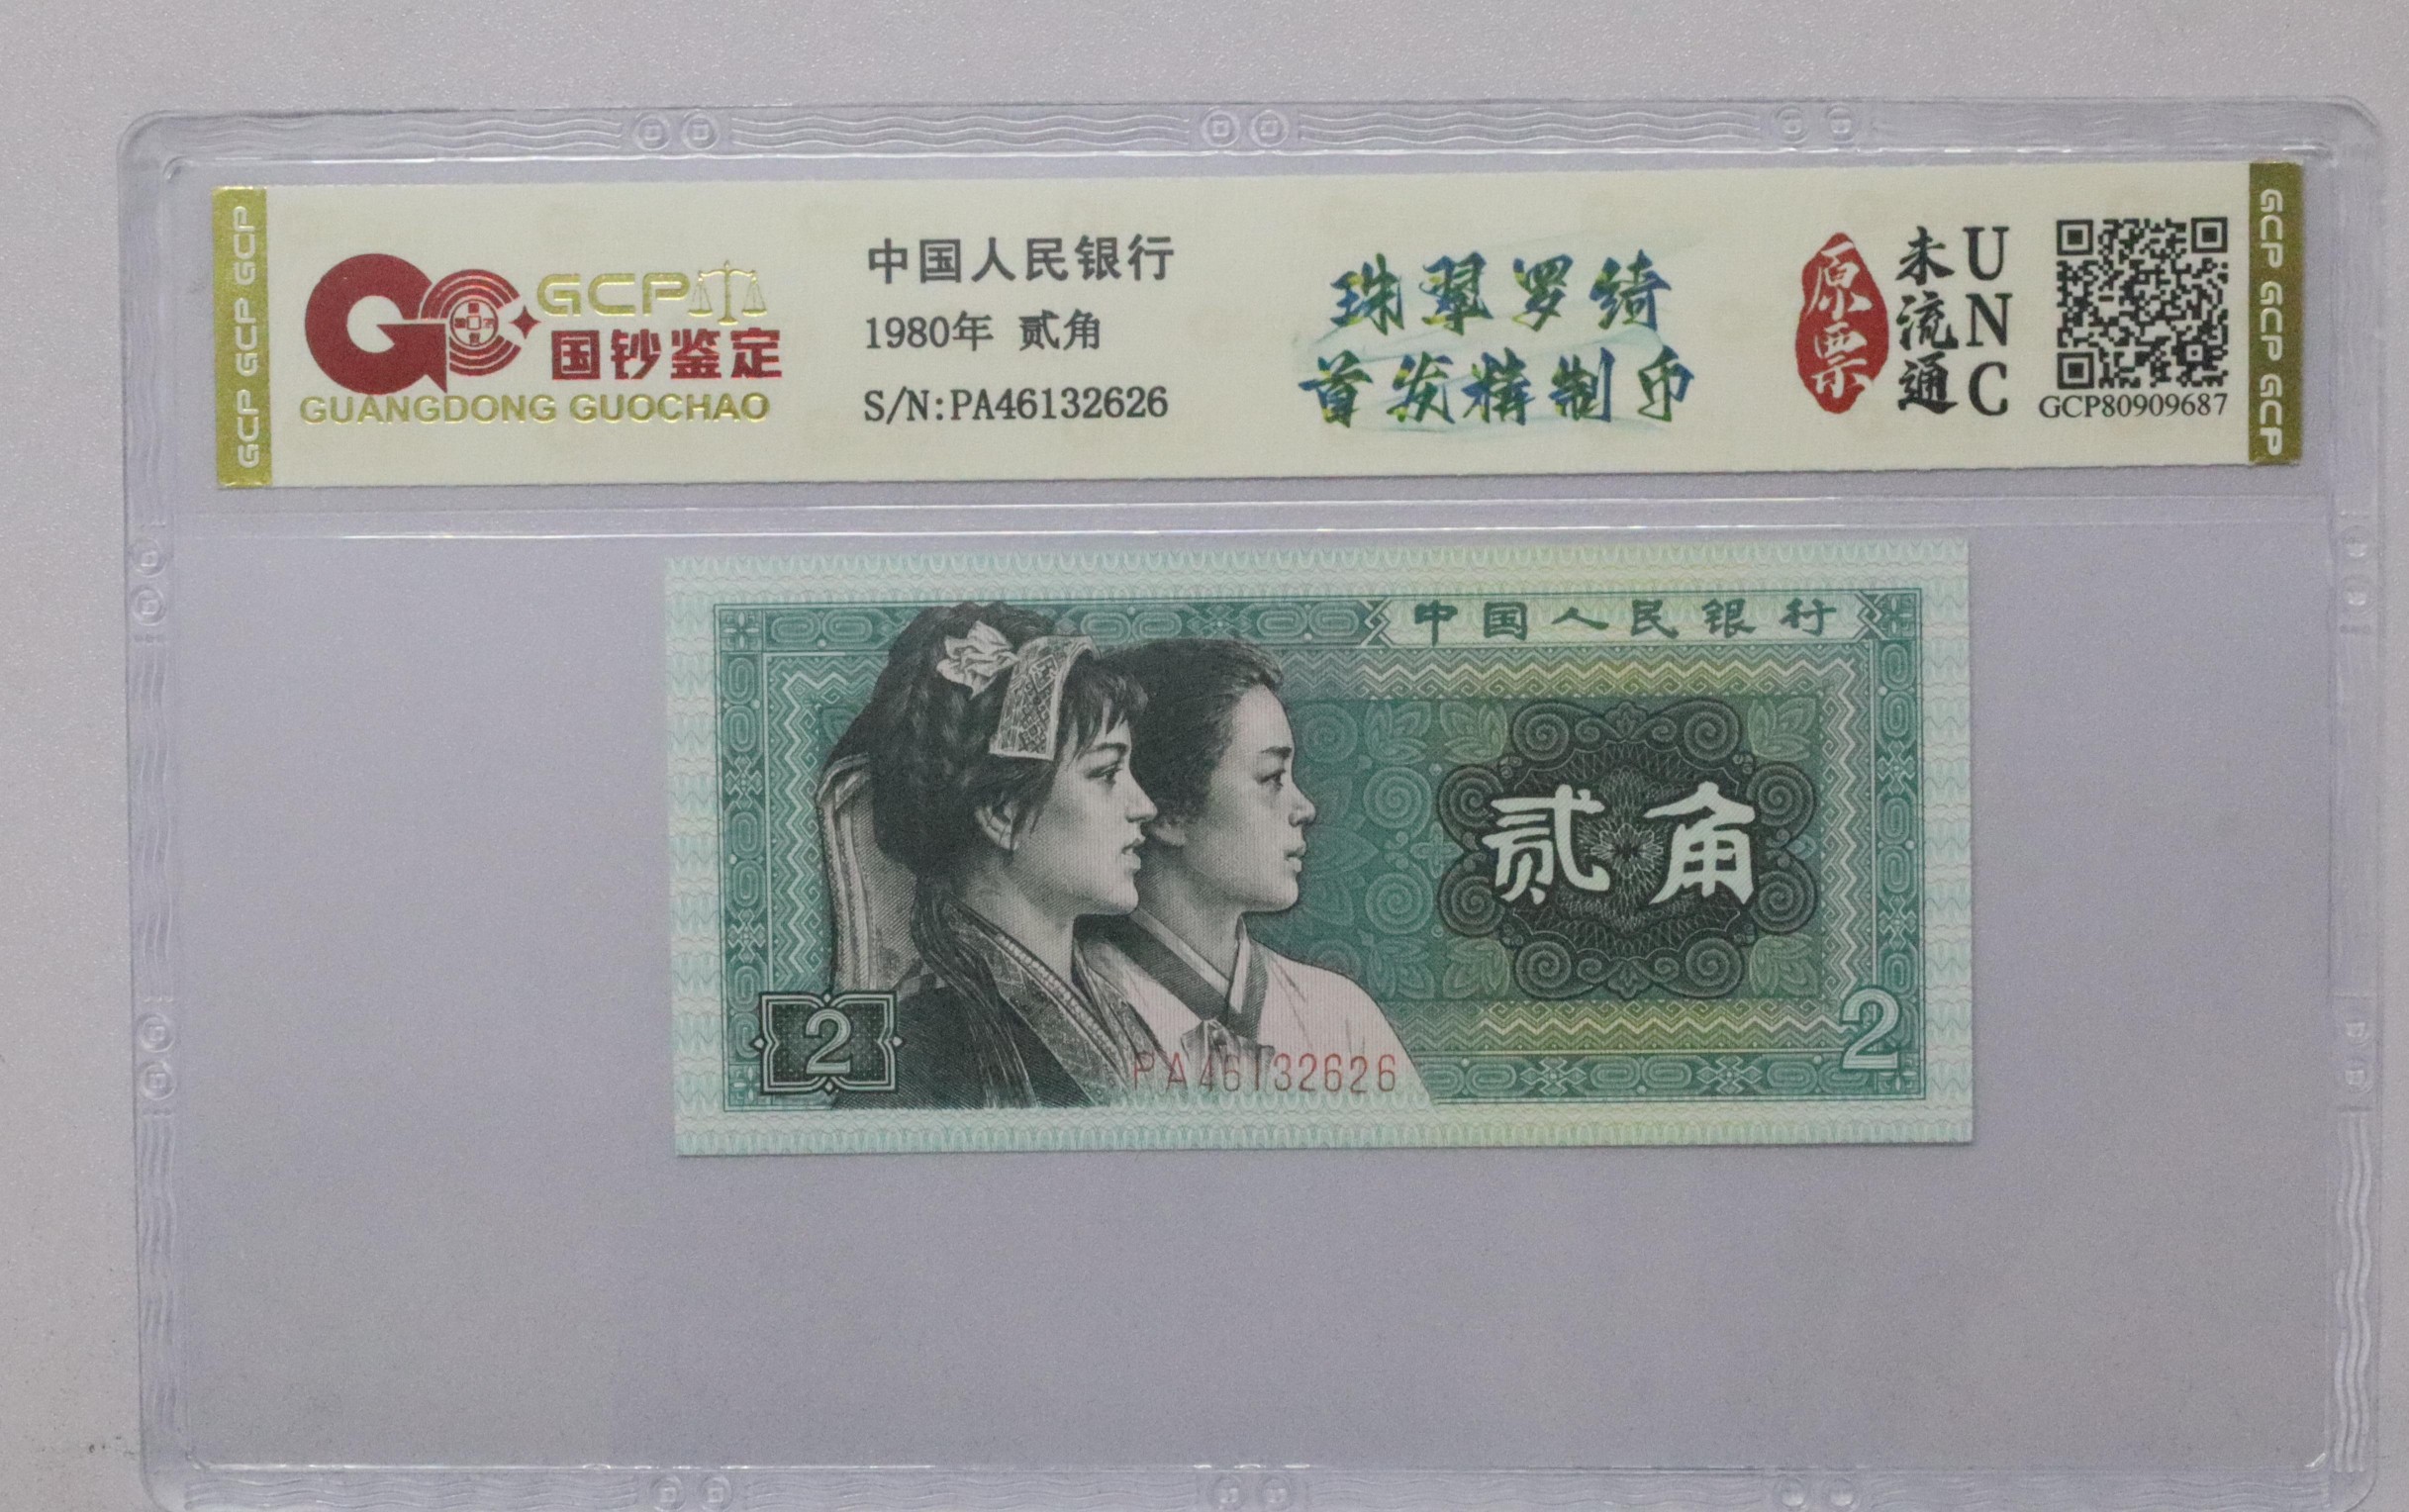 GCP GCP GCP
GCP
国钞鉴定
GUANGDONG GUOCHAO
中国人民银行
1980年 贰角
S/N:PA46132626
珠翠罗绮
首发精制币
原票
未流通
UNC
GCP80909687
GCP GCP GCP
中国人民银行
贰角
2
2
PA46132626